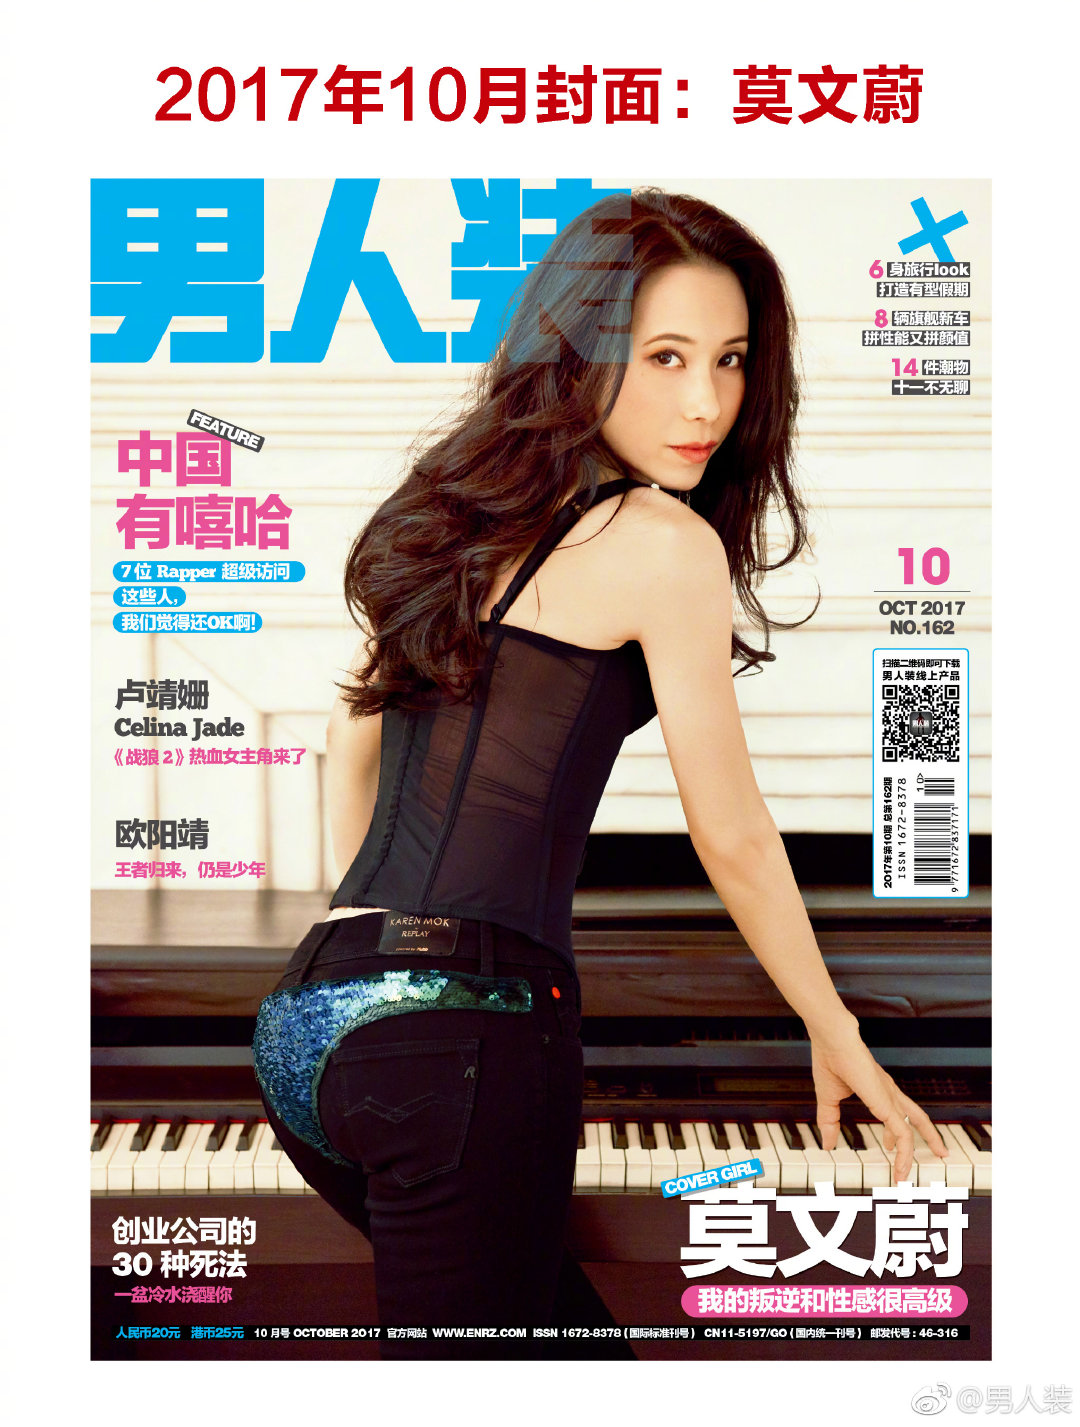 2017年10月封面：莫文蔚
男人装
6 身旅行look
打造有型假期
8 辆旗舰新车
拼性能又拼颜值
14 件潮物
十一不无聊
FEATURE
中国
有嘻哈
7位 Rapper 超级访问
这些人，
我们觉得还OK啊！
10
OCT 2017
NO.162
扫描二维码即可下载
男人装线上产品
男人装
2017年第10期 总第162期
ISSN 1672-8378
10>
9 771672 837171
卢靖姗
Celina Jade
《战狼2》热血女主角来了
欧阳靖
王者归来，仍是少年
KAREN MOK
REPLAY
R
COVER GIRL
莫文蔚
我的叛逆和性感很高级
创业公司的
30 种死法
一盆冷水浇醒你
人民币20元 港币25元 10 月号 OCTOBER 2017 官方网站 WWW.ENRZ.COM ISSN 1672-8378（国际标准刊号） CN11-5197/GO（国内统一刊号） 邮发代号：46-316
@男人装